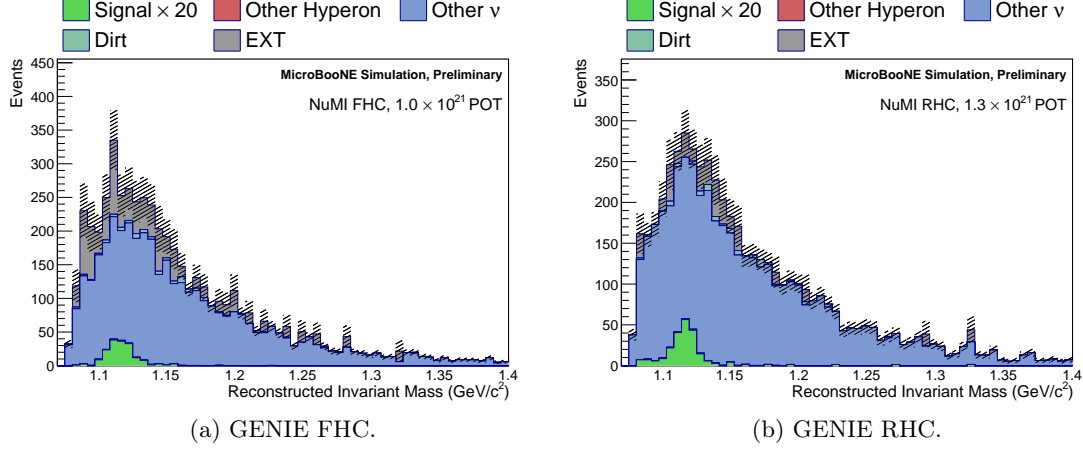 Signal × 20 Other Hyperon Other ν
Dirt EXT
Events
450
400
350
300
250
200
150
100
50
0
MicroBooNE Simulation, Preliminary
NuMI FHC, 1.0 × 10²¹ POT
1.1 1.15 1.2 1.25 1.3 1.35 1.4
Reconstructed Invariant Mass (GeV/c²)
(a) GENIE FHC.
Signal × 20 Other Hyperon Other ν
Dirt EXT
Events
350
300
250
200
150
100
50
0
MicroBooNE Simulation, Preliminary
NuMI RHC, 1.3 × 10²¹ POT
1.1 1.15 1.2 1.25 1.3 1.35 1.4
Reconstructed Invariant Mass (GeV/c²)
(b) GENIE RHC.